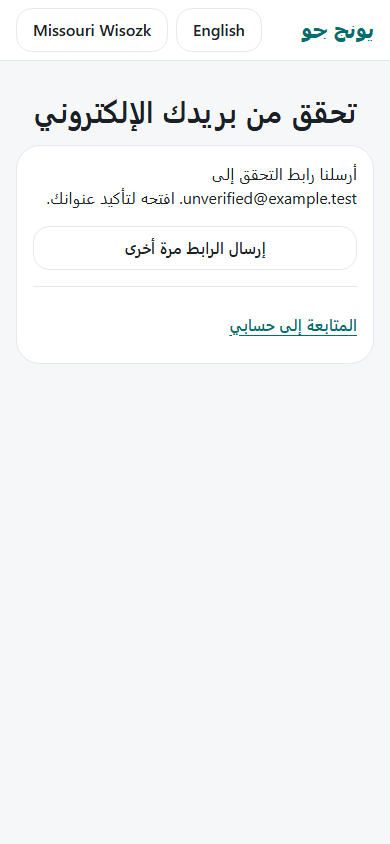 يونج جو
English
Missouri Wisozk
تحقق من بريدك الإلكتروني
أرسلنا رابط التحقق إلى
unverified@example.test. افتحه لتأكيد عنوانك.
إرسال الرابط مرة أخرى
المتابعة إلى حسابي